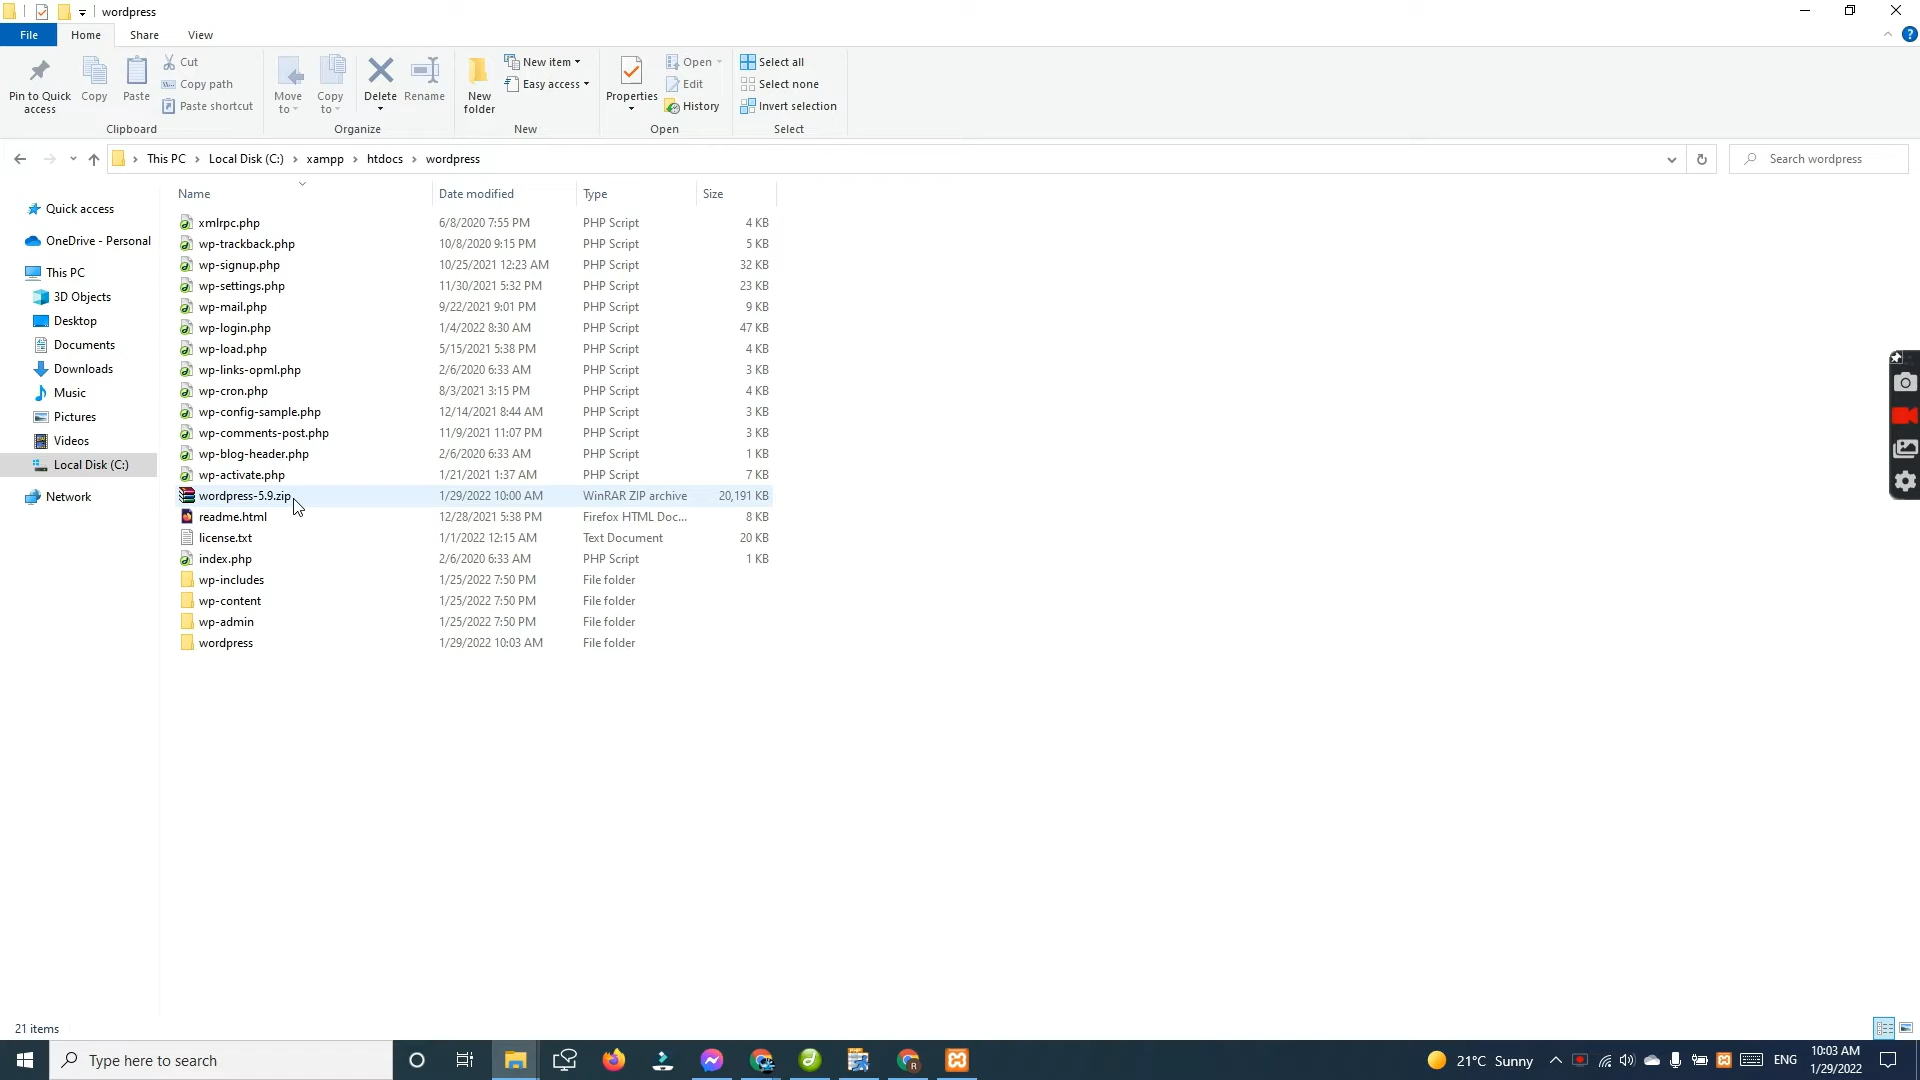 wordpress
File Home Share View
Pin to Quick access
Copy
Paste
Cut
Copy path
Paste shortcut
Clipboard
Move to
Copy to
Delete
Rename
Organize
New folder
New item
Easy access
New
Properties
Open
Edit
History
Open
Select all
Select none
Invert selection
Select
This PC › Local Disk (C:) › xampp › htdocs › wordpress
Search wordpress
Quick access
OneDrive - Personal
This PC
3D Objects
Desktop
Documents
Downloads
Music
Pictures
Videos
Local Disk (C:)
Network
Name Date modified Type Size
xmlrpc.php 6/8/2020 7:55 PM PHP Script 4 KB
wp-trackback.php 10/8/2020 9:15 PM PHP Script 5 KB
wp-signup.php 10/25/2021 12:23 AM PHP Script 32 KB
wp-settings.php 11/30/2021 5:32 PM PHP Script 23 KB
wp-mail.php 9/22/2021 9:01 PM PHP Script 9 KB
wp-login.php 1/4/2022 8:30 AM PHP Script 47 KB
wp-load.php 5/15/2021 5:38 PM PHP Script 4 KB
wp-links-opml.php 2/6/2020 6:33 AM PHP Script 3 KB
wp-cron.php 8/3/2021 3:15 PM PHP Script 4 KB
wp-config-sample.php 12/14/2021 8:44 AM PHP Script 3 KB
wp-comments-post.php 11/9/2021 11:07 PM PHP Script 3 KB
wp-blog-header.php 2/6/2020 6:33 AM PHP Script 1 KB
wp-activate.php 1/21/2021 1:37 AM PHP Script 7 KB
wordpress-5.9.zip 1/29/2022 10:00 AM WinRAR ZIP archive 20,191 KB
readme.html 12/28/2021 5:38 PM Firefox HTML Doc... 8 KB
license.txt 1/1/2022 12:15 AM Text Document 20 KB
index.php 2/6/2020 6:33 AM PHP Script 1 KB
wp-includes 1/25/2022 7:50 PM File folder
wp-content 1/25/2022 7:50 PM File folder
wp-admin 1/25/2022 7:50 PM File folder
wordpress 1/29/2022 10:03 AM File folder
21 items
Type here to search
21°C Sunny
ENG
10:03 AM
1/29/2022